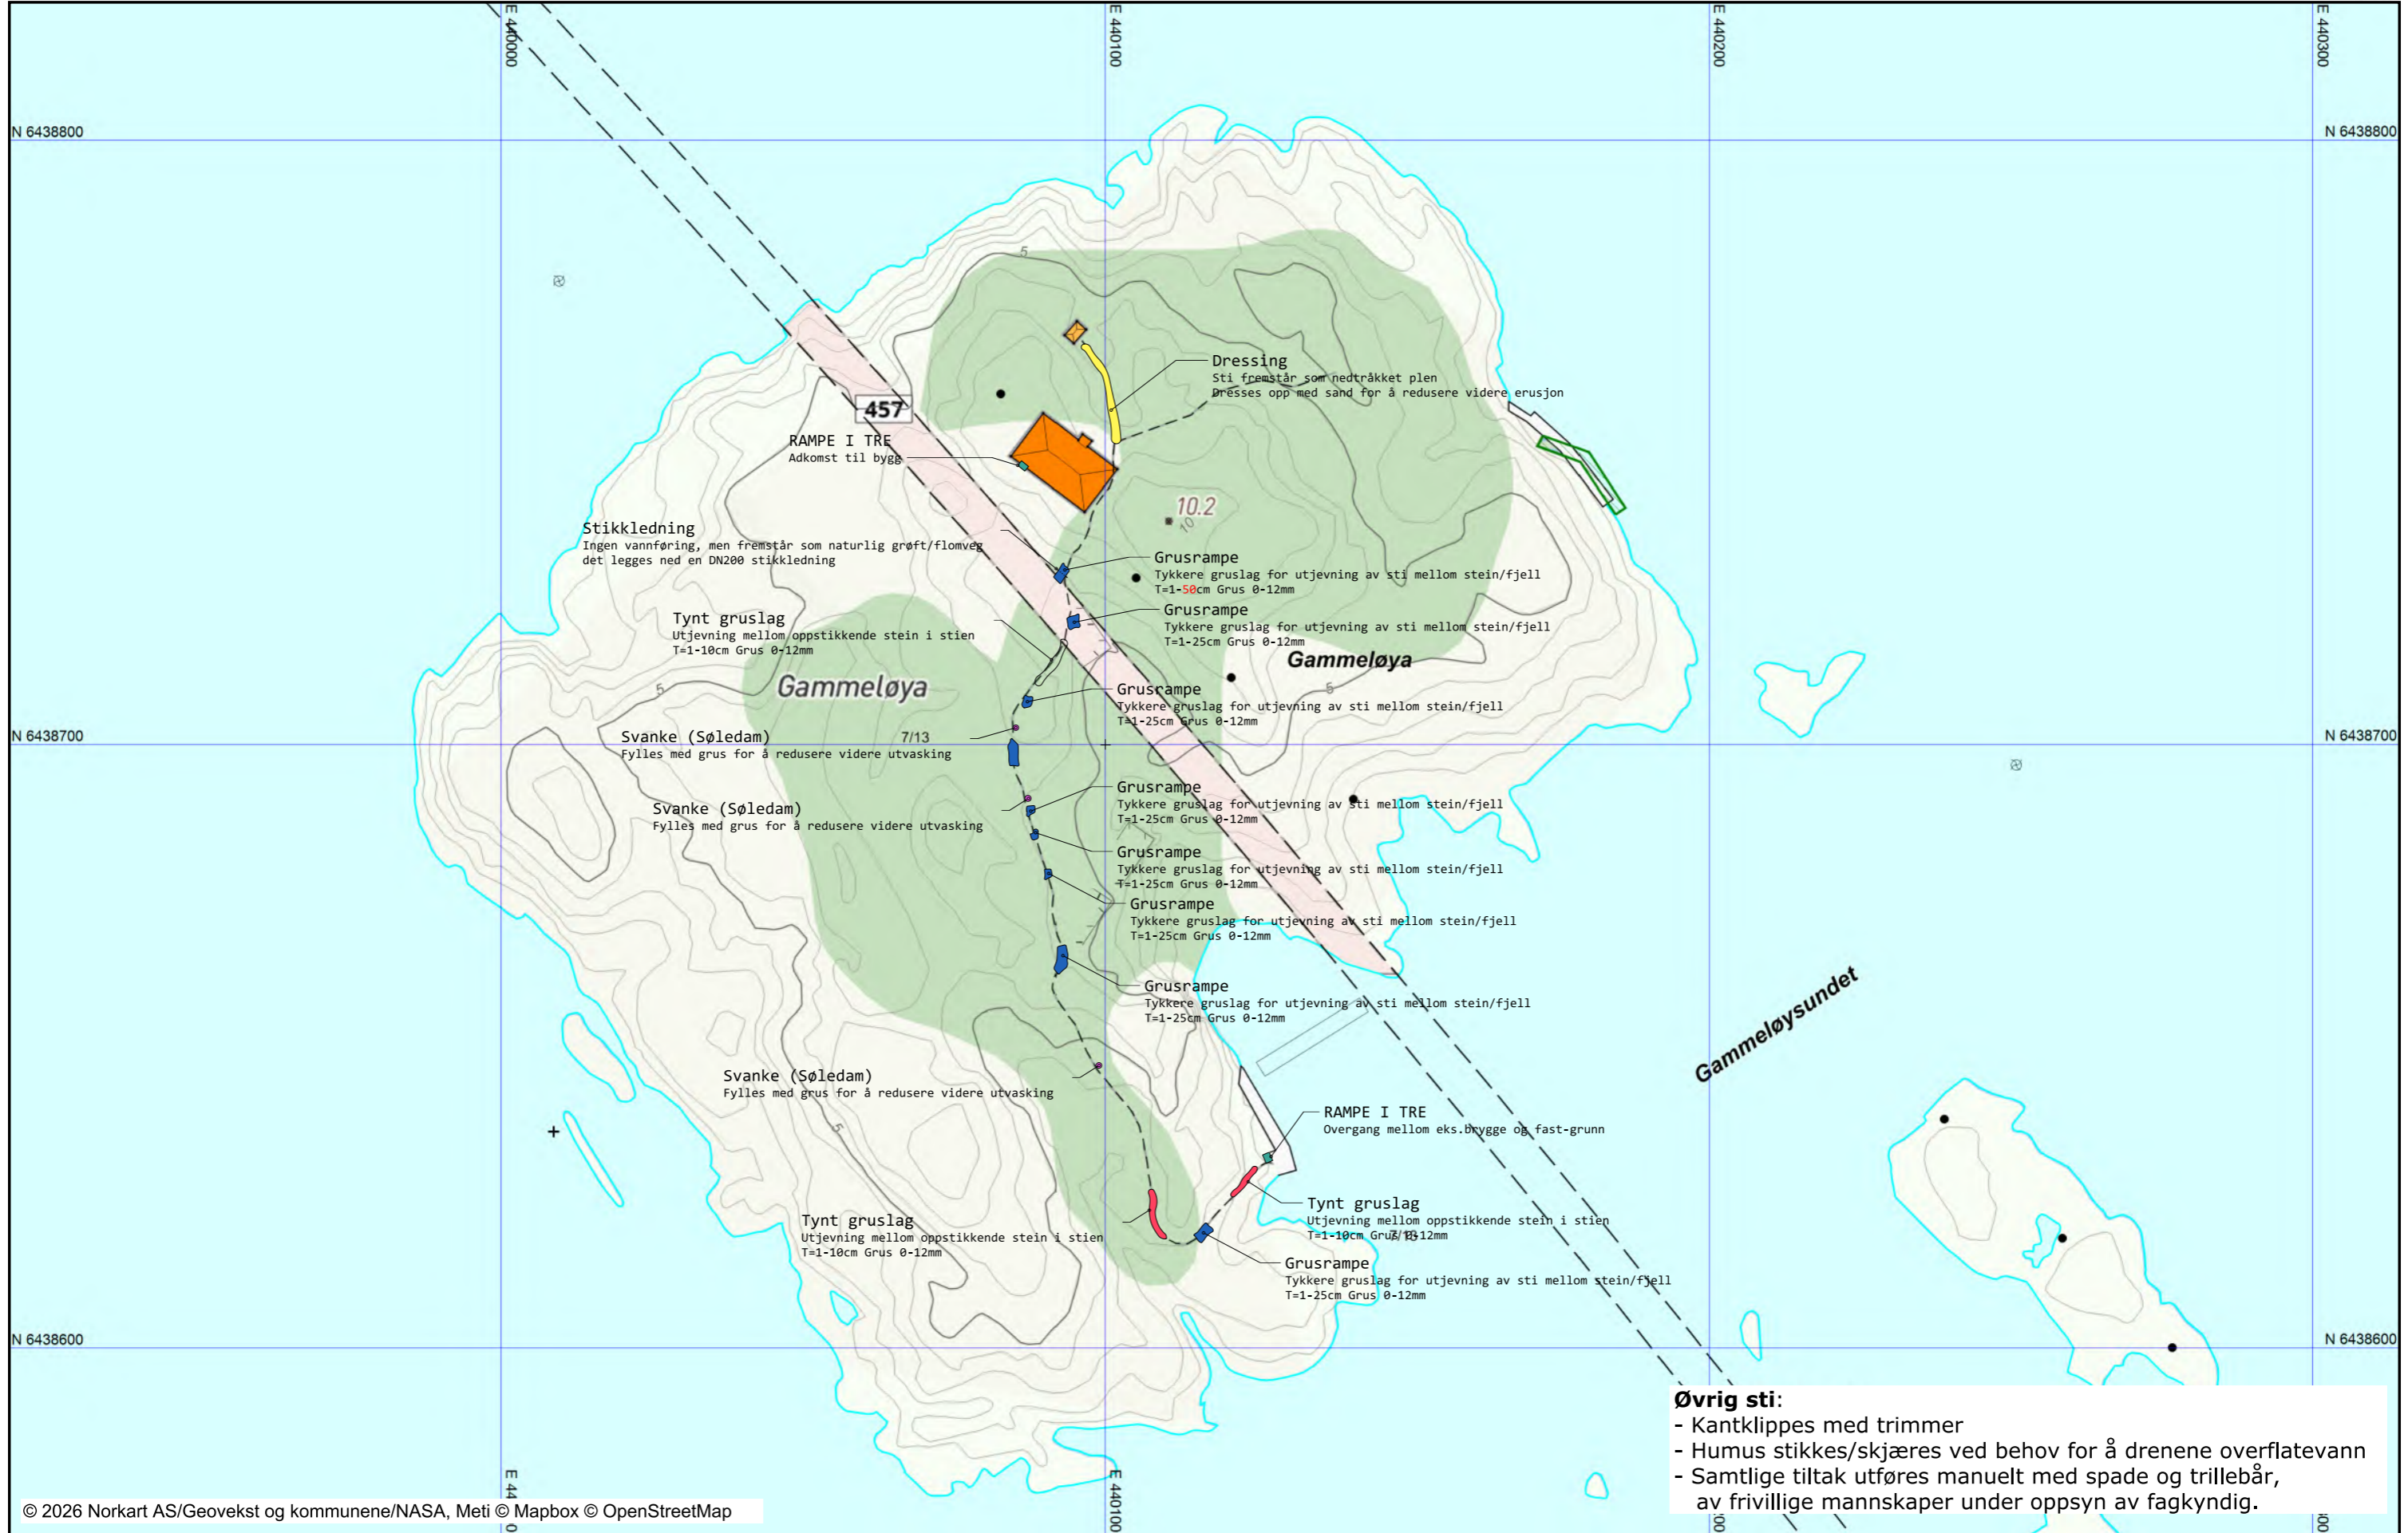 E 440000
E 440100
E 440200
E 440300
N 6438800
N 6438800
5
Dressing
Sti fremstår som nedtråkket plen
Dresses opp med sand for å redusere videre erusjon
457
RAMPE I TRE
Adkomst til bygg
10.2
10
Stikkledning
Ingen vannføring, men fremstår som naturlig grøft/flomveg
det legges ned en DN200 stikkledning
Grusrampe
Tykkere gruslag for utjevning av sti mellom stein/fjell
T=1-50cm Grus 0-12mm
Grusrampe
Tykkere gruslag for utjevning av sti mellom stein/fjell
T=1-25cm Grus 0-12mm
Tynt gruslag
Utjevning mellom oppstikkende stein i stien
T=1-10cm Grus 0-12mm
Gammeløya
Gammeløya
5
5
Grusrampe
Tykkere gruslag for utjevning av sti mellom stein/fjell
T=1-25cm Grus 0-12mm
Svanke (Søledam)
Fylles med grus for å redusere videre utvasking
7/13
N 6438700
N 6438700
Grusrampe
Tykkere gruslag for utjevning av sti mellom stein/fjell
T=1-25cm Grus 0-12mm
Svanke (Søledam)
Fylles med grus for å redusere videre utvasking
Grusrampe
Tykkere gruslag for utjevning av sti mellom stein/fjell
T=1-25cm Grus 0-12mm
Grusrampe
Tykkere gruslag for utjevning av sti mellom stein/fjell
T=1-25cm Grus 0-12mm
Grusrampe
Tykkere gruslag for utjevning av sti mellom stein/fjell
T=1-25cm Grus 0-12mm
Gammeløysundet
Svanke (Søledam)
Fylles med grus for å redusere videre utvasking
5
RAMPE I TRE
Overgang mellom eks.brygge og fast-grunn
Tynt gruslag
Utjevning mellom oppstikkende stein i stien
T=1-10cm Grus 0-12mm
Tynt gruslag
Utjevning mellom oppstikkende stein i stien
T=1-10cm Grus 0-12mm
Grusrampe
Tykkere gruslag for utjevning av sti mellom stein/fjell
T=1-25cm Grus 0-12mm
N 6438600
N 6438600
Øvrig sti:
- Kantklippes med trimmer
- Humus stikkes/skjæres ved behov for å drenene overflatevann
- Samtlige tiltak utføres manuelt med spade og trillebår,
av frivillige mannskaper under oppsyn av fagkyndig.
E 440100
© 2026 Norkart AS/Geovekst og kommunene/NASA, Meti © Mapbox © OpenStreetMap